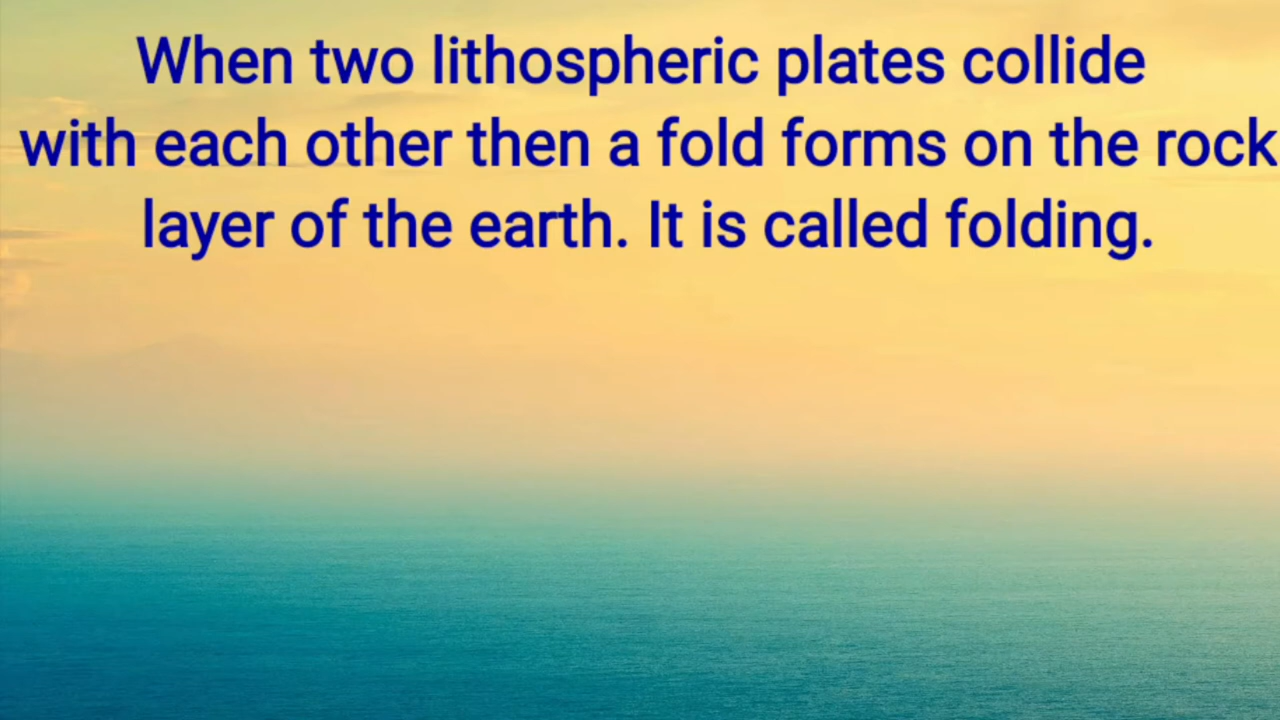 When two lithospheric plates collide
with each other then a fold forms on the rock
layer of the earth. It is called folding.